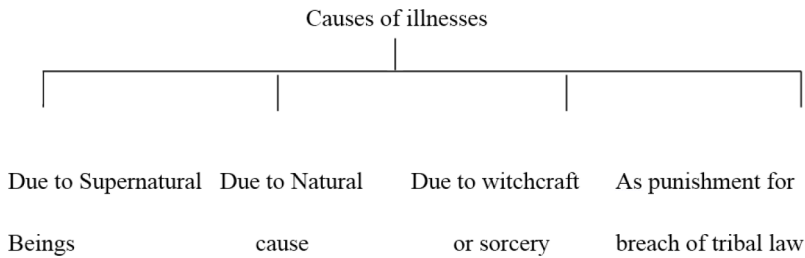 Causes of illnesses
Due to Supernatural Due to Natural Due to witchcraft As punishment for
Beings cause or sorcery breach of tribal law